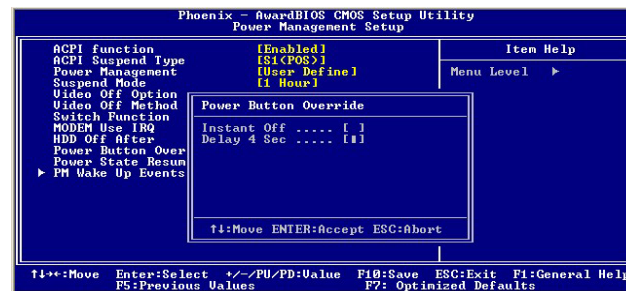 Phoenix - AwardBIOS CMOS Setup Utility
Power Management Setup
ACPI function [Enabled]
ACPI Suspend Type [S1(POS)]
Power Management [User Define]
Suspend Mode [1 Hour]
Video Off Option
Video Off Method
Switch Function
MODEM Use IRQ
HDD Off After
Power Button Over
Power State Resum
▶ PM Wake Up Events
Item Help
Menu Level ▶
Power Button Override
Instant Off ..... [ ]
Delay 4 Sec ..... [▮]
↑↓:Move ENTER:Accept ESC:Abort
↑↓→←:Move Enter:Select +/-/PU/PD:Value F10:Save ESC:Exit F1:General Help
F5:Previous Values F7: Optimized Defaults